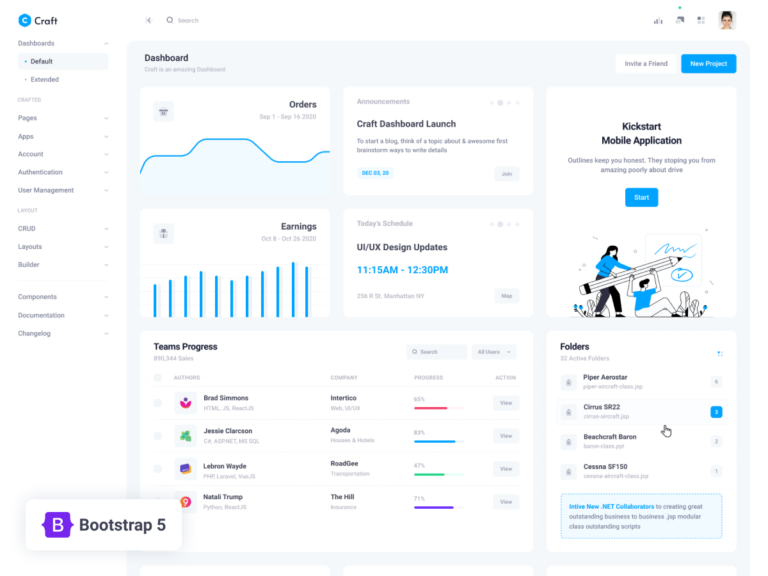 Craft
Search
Dashboards
Default
Extended
CRAFTED
Pages
Apps
Account
Authentication
User Management
LAYOUT
CRUD
Layouts
Builder
Components
Documentation
Changelog
Dashboard
Craft is an amazing Dashboard
Invite a Friend
New Project
Orders
Sep 1 - Sep 16 2020
Announcements
Craft Dashboard Launch
To start a blog, think of a topic about & awesome first
brainstorm ways to write details
DEC 03, 20
Join
Kickstart
Mobile Application
Outlines keep you honest. They stoping you from
amazing poorly about drive
Start
Earnings
Oct 8 - Oct 26 2020
Today's Schedule
UI/UX Design Updates
11:15AM - 12:30PM
256 R St, Manhattan NY
Map
Teams Progress
890,344 Sales
Search
All Users
AUTHORS
COMPANY
PROGRESS
ACTION
Brad Simmons
HTML, JS, ReactJS
Intertico
Web, UI/UX
65%
View
Jessie Clarcson
C#, ASP.NET, MS SQL
Agoda
Houses & Hotels
83%
View
Lebron Wayde
PHP, Laravel, VueJS
RoadGee
Transportation
47%
View
Natali Trump
Python, ReactJS
The Hill
Insurance
71%
View
Folders
32 Active Folders
Piper Aerostar
piper-aircraft-class.jsp
6
Cirrus SR22
cirrus-aircraft.jsp
3
Beachcraft Baron
baron-class.ppt
2
Cessna SF150
cessna-aircraft-class.jsp
1
Intive New .NET Collaborators to creating great
outstanding business to business .jsp modular
class outstanding scripts
B
Bootstrap 5